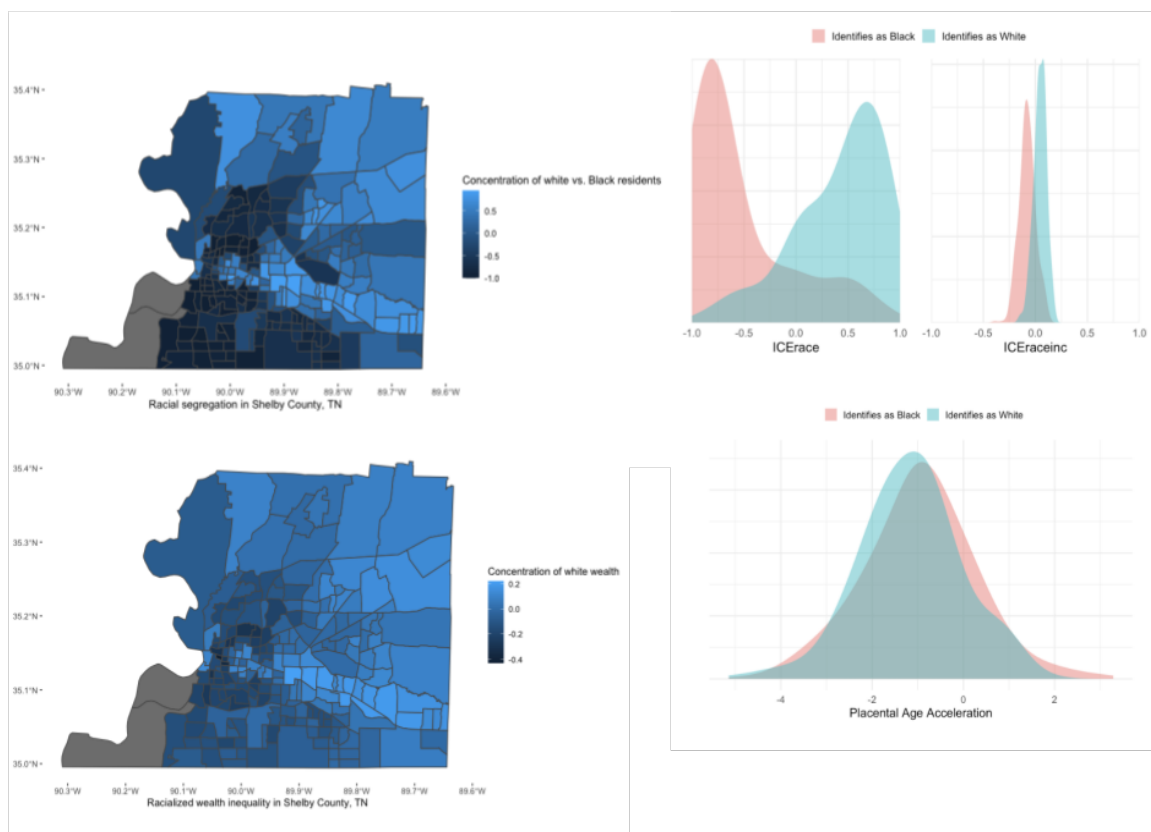 35.4°N
35.3°N
35.2°N
35.1°N
35.0°N
90.3°W 90.2°W 90.1°W 90.0°W 89.9°W 89.8°W 89.7°W 89.6°W
Racial segregation in Shelby County, TN
Concentration of white vs. Black residents
0.5
0.0
-0.5
-1.0
Identifies as Black Identifies as White
-1.0 -0.5 0.0 0.5 1.0
ICErace
-1.0 -0.5 0.0 0.5 1.0
ICEraceinc
35.4°N
35.3°N
35.2°N
35.1°N
35.0°N
90.3°W 90.2°W 90.1°W 90.0°W 89.9°W 89.8°W 89.7°W 89.6°W
Racialized wealth inequality in Shelby County, TN
Concentration of white wealth
0.2
0.0
-0.2
-0.4
Identifies as Black Identifies as White
-4 -2 0 2
Placental Age Acceleration